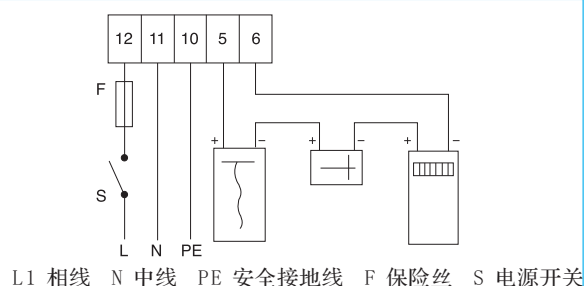 12 11 10 5 6
F
+ − + − + −
S
L N PE
L1 相线 N 中线 PE 安全接地线 F 保险丝 S 电源开关